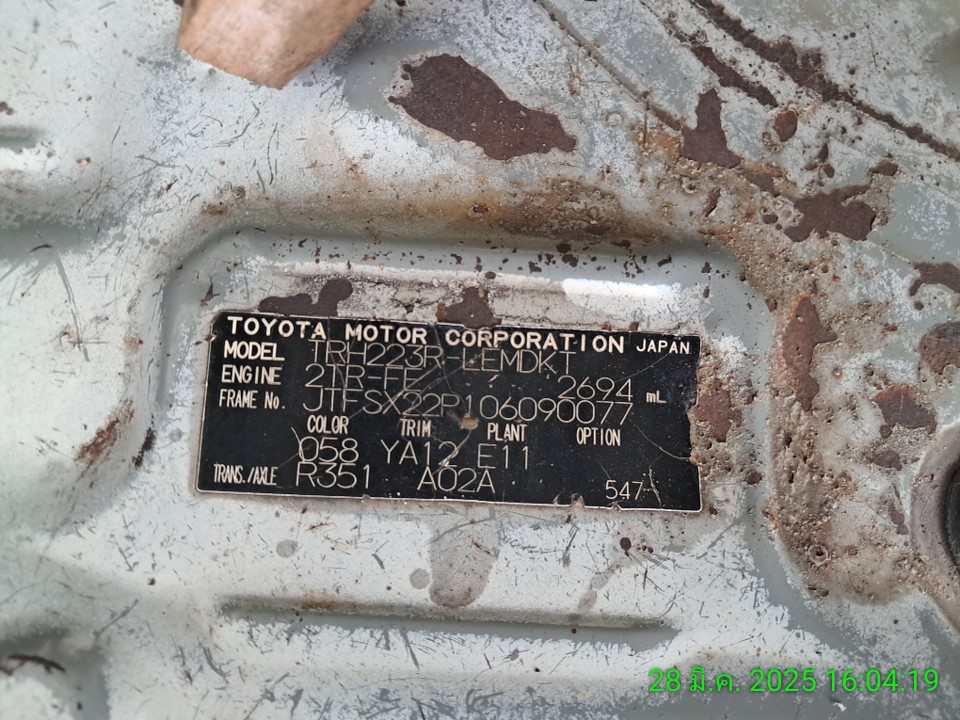 TOYOTA MOTOR CORPORATION JAPAN
MODEL TRH223R-LEMDKT
ENGINE 2TR-FE 2694 mL
FRAME No. JTFSX22P106090077
COLOR TRIM PLANT OPTION
058 YA12 E11
TRANS./AXLE R351 A02A
547
28 มี.ค. 2025 16:04:19